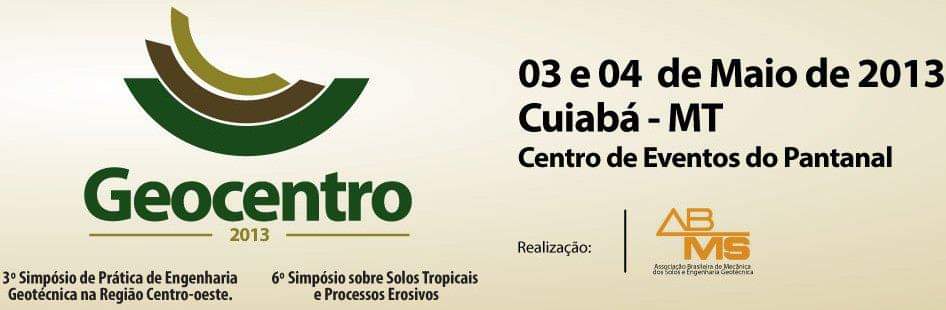 Geocentro
2013
3º Simpósio de Prática de Engenharia
Geotécnica na Região Centro-oeste.
6º Simpósio sobre Solos Tropicais
e Processos Erosivos
03 e 04 de Maio de 2013
Cuiabá - MT
Centro de Eventos do Pantanal
Realização:
AB
MS
Associação Brasileira de Mecânica
dos Solos e Engenharia Geotécnica